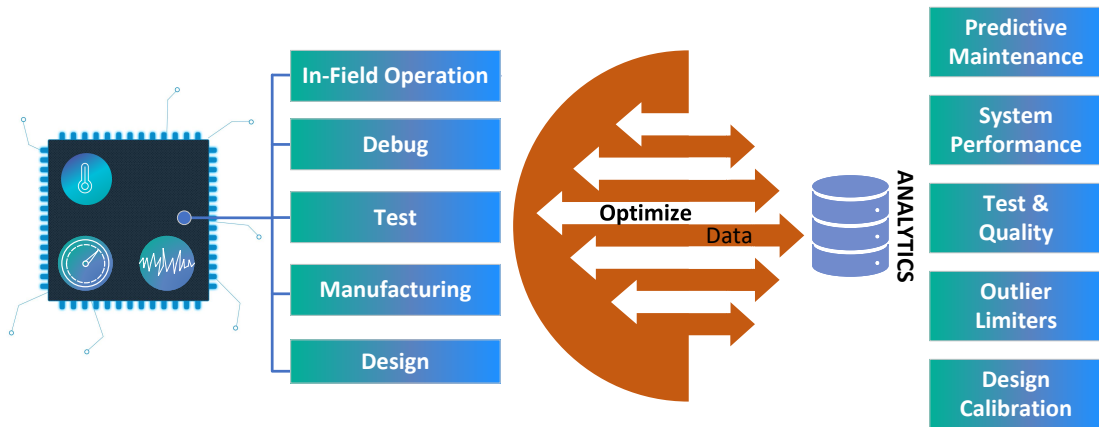 In-Field Operation
Debug
Test
Manufacturing
Design
Optimize
Data
ANALYTICS
Predictive
Maintenance
System
Performance
Test &
Quality
Outlier
Limiters
Design
Calibration